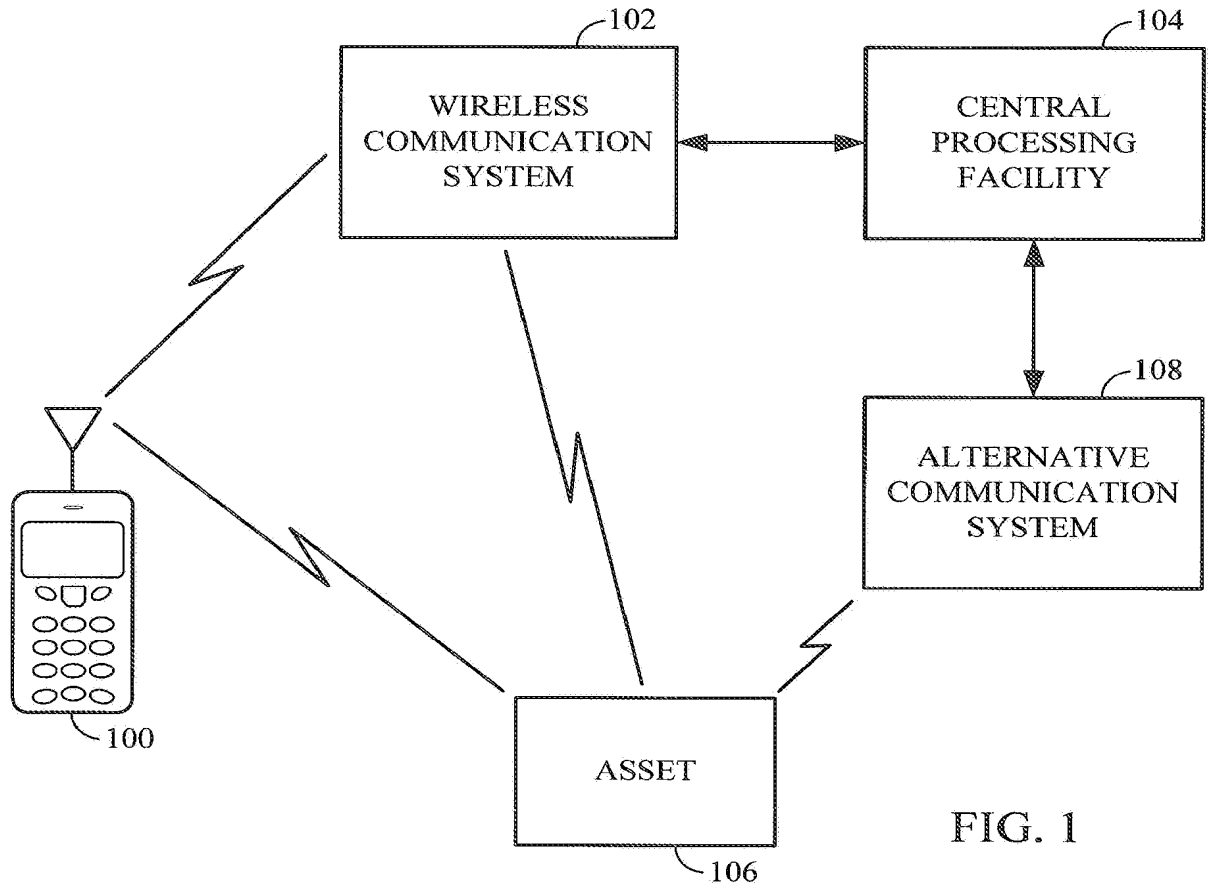 102
WIRELESS
COMMUNICATION
SYSTEM
104
CENTRAL
PROCESSING
FACILITY
108
ALTERNATIVE
COMMUNICATION
SYSTEM
100
ASSET
106
FIG. 1